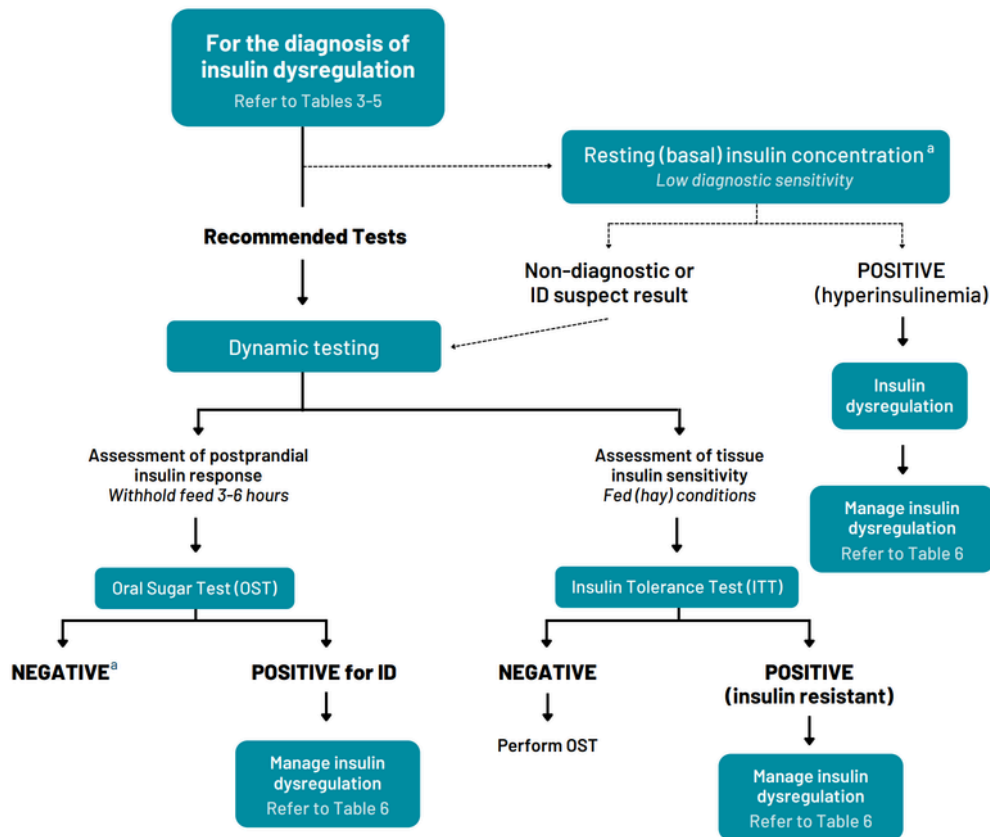 For the diagnosis of
insulin dysregulation
Refer to Tables 3-5
Resting (basal) insulin concentration a
Low diagnostic sensitivity
Recommended Tests
Non-diagnostic or
ID suspect result
POSITIVE
(hyperinsulinemia)
Dynamic testing
Insulin
dysregulation
Assessment of postprandial
insulin response
Withhold feed 3-6 hours
Assessment of tissue
insulin sensitivity
Fed (hay) conditions
Manage insulin
dysregulation
Refer to Table 6
Oral Sugar Test (OST)
Insulin Tolerance Test (ITT)
NEGATIVE a
POSITIVE for ID
NEGATIVE
POSITIVE
(insulin resistant)
Perform OST
Manage insulin
dysregulation
Refer to Table 6
Manage insulin
dysregulation
Refer to Table 6